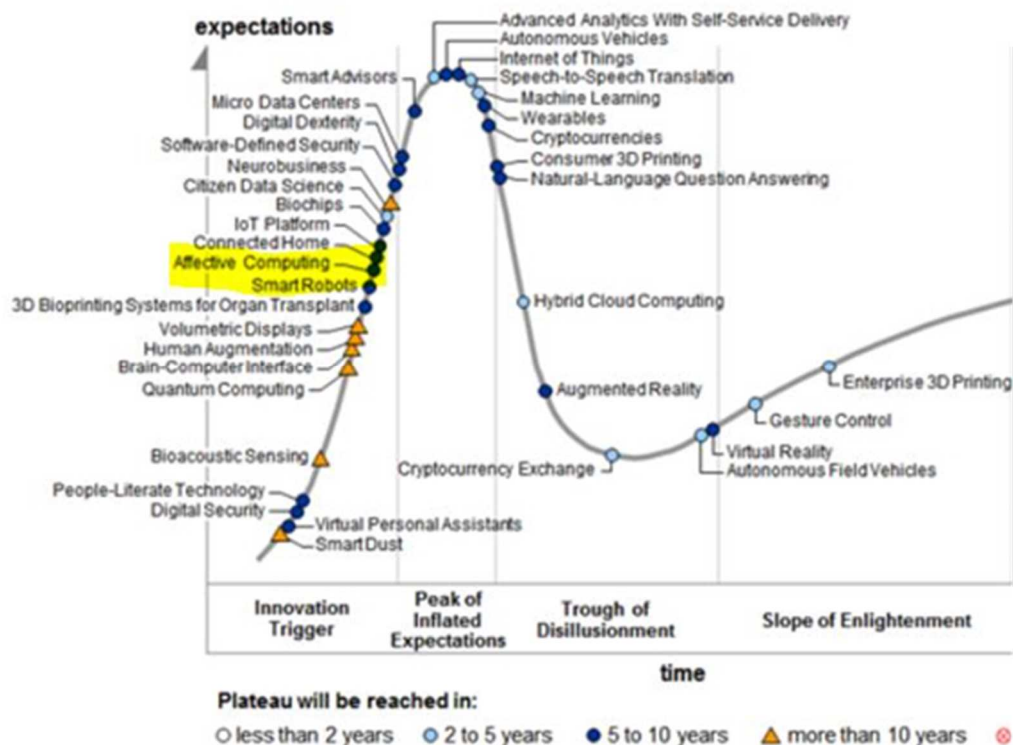 expectations
Advanced Analytics With Self-Service Delivery
Autonomous Vehicles
Internet of Things
Smart Advisors
Speech-to-Speech Translation
Micro Data Centers
Machine Learning
Digital Dexterity
Wearables
Software-Defined Security
Cryptocurrencies
Neurobusiness
Consumer 3D Printing
Citizen Data Science
Natural-Language Question Answering
Biochips
IoT Platform
Connected Home
Affective Computing
Smart Robots
3D Bioprinting Systems for Organ Transplant
Hybrid Cloud Computing
Volumetric Displays
Human Augmentation
Brain-Computer Interface
Quantum Computing
Enterprise 3D Printing
Augmented Reality
Gesture Control
Bioacoustic Sensing
Virtual Reality
Cryptocurrency Exchange
Autonomous Field Vehicles
People-Literate Technology
Digital Security
Virtual Personal Assistants
Smart Dust
Innovation
Trigger
Peak of
Inflated
Expectations
Trough of
Disillusionment
Slope of Enlightenment
time
Plateau will be reached in:
less than 2 years 2 to 5 years 5 to 10 years more than 10 years